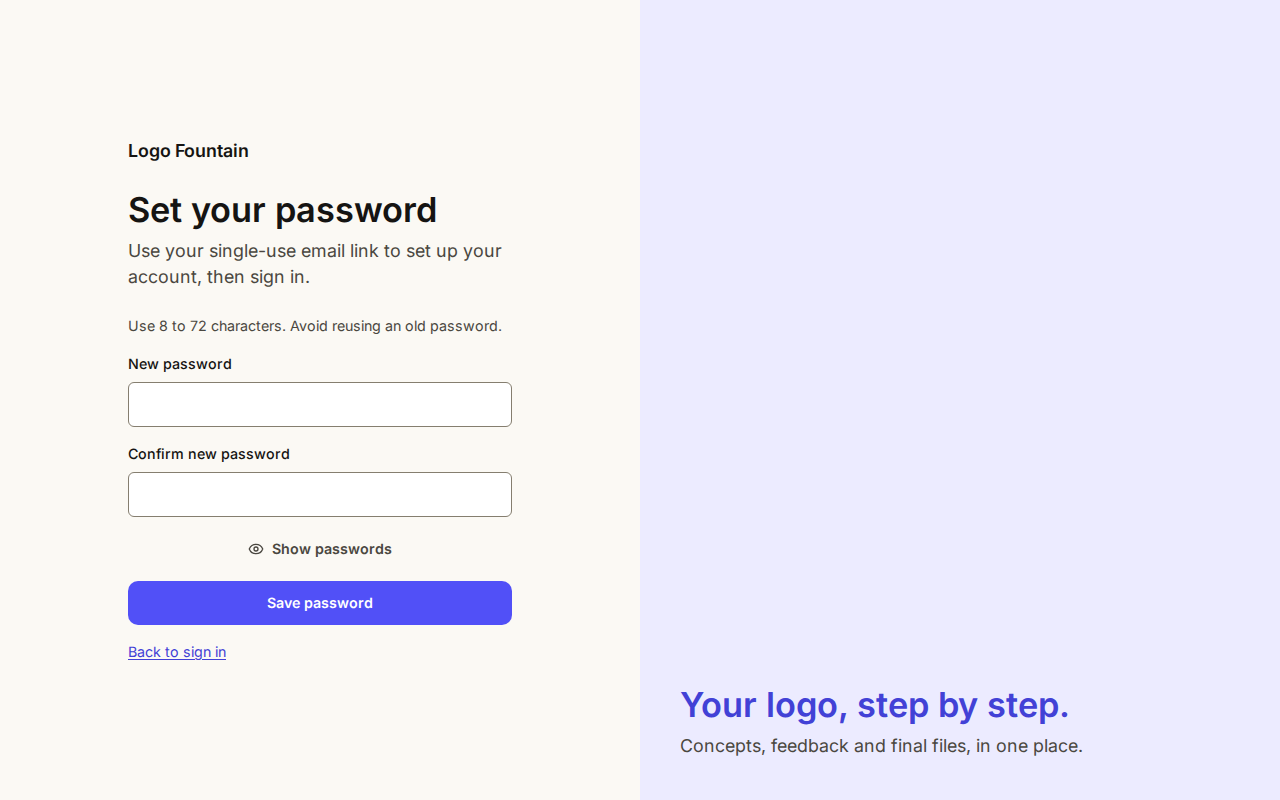 Logo Fountain
Set your password
Use your single-use email link to set up your
account, then sign in.
Use 8 to 72 characters. Avoid reusing an old password.
New password
Confirm new password
Show passwords
Save password
Back to sign in
Your logo, step by step.
Concepts, feedback and final files, in one place.